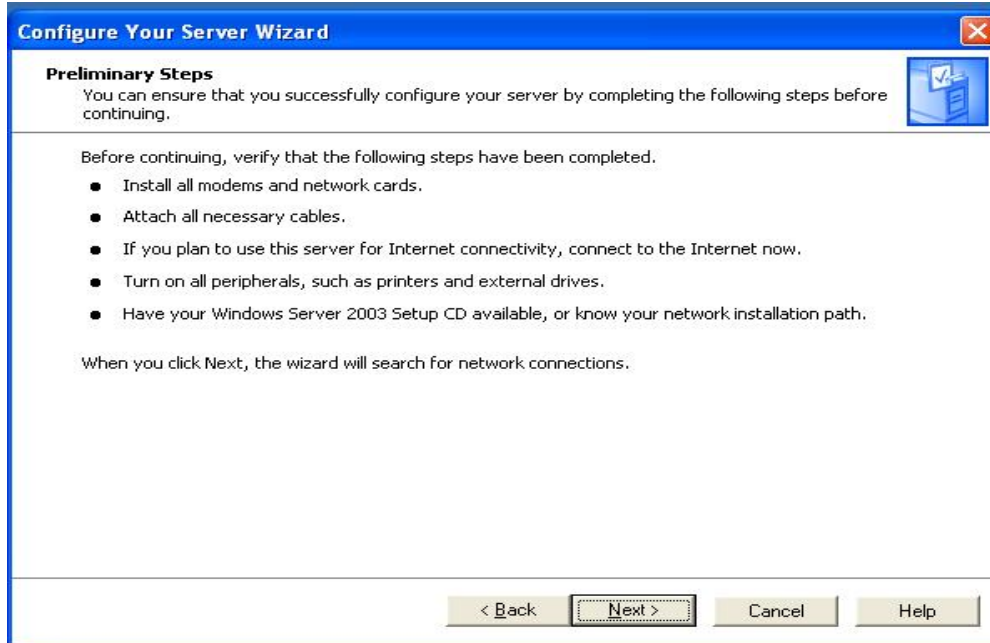 Configure Your Server Wizard
Preliminary Steps
You can ensure that you successfully configure your server by completing the following steps before
continuing.
Before continuing, verify that the following steps have been completed.
● Install all modems and network cards.
● Attach all necessary cables.
● If you plan to use this server for Internet connectivity, connect to the Internet now.
● Turn on all peripherals, such as printers and external drives.
● Have your Windows Server 2003 Setup CD available, or know your network installation path.
When you click Next, the wizard will search for network connections.
< Back Next > Cancel Help